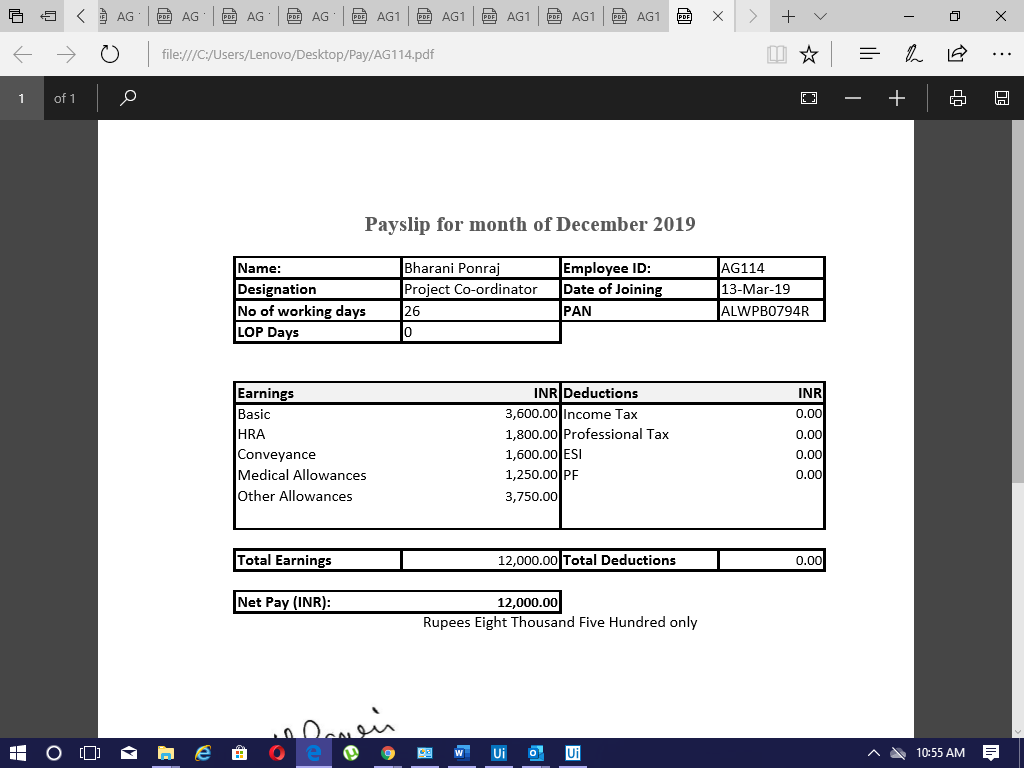 AG AG AG AG AG1 AG1 AG1 AG1 AG1
file:///C:/Users/Lenovo/Desktop/Pay/AG114.pdf
1 of 1
Payslip for month of December 2019
Name: Bharani Ponraj Employee ID: AG114
Designation Project Co-ordinator Date of Joining 13-Mar-19
No of working days 26 PAN ALWPB0794R
LOP Days 0
Earnings INR Deductions INR
Basic 3,600.00 Income Tax 0.00
HRA 1,800.00 Professional Tax 0.00
Conveyance 1,600.00 ESI 0.00
Medical Allowances 1,250.00 PF 0.00
Other Allowances 3,750.00
Total Earnings 12,000.00 Total Deductions 0.00
Net Pay (INR): 12,000.00
Rupees Eight Thousand Five Hundred only
10:55 AM